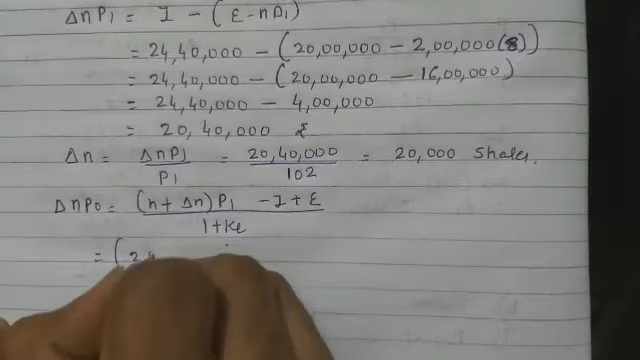 ΔnP1 = I - (E - nD1)
= 24,40,000 - (20,00,000 - 2,00,000(8))
= 24,40,000 - (20,00,000 - 16,00,000)
= 24,40,000 - 4,00,000
= 20,40,000 ₹
Δn = ΔnP1/P1 = 20,40,000/102 = 20,000 Shares.
ΔnP0 = (n + Δn)P1 - I + E / 1+Ke
= (2